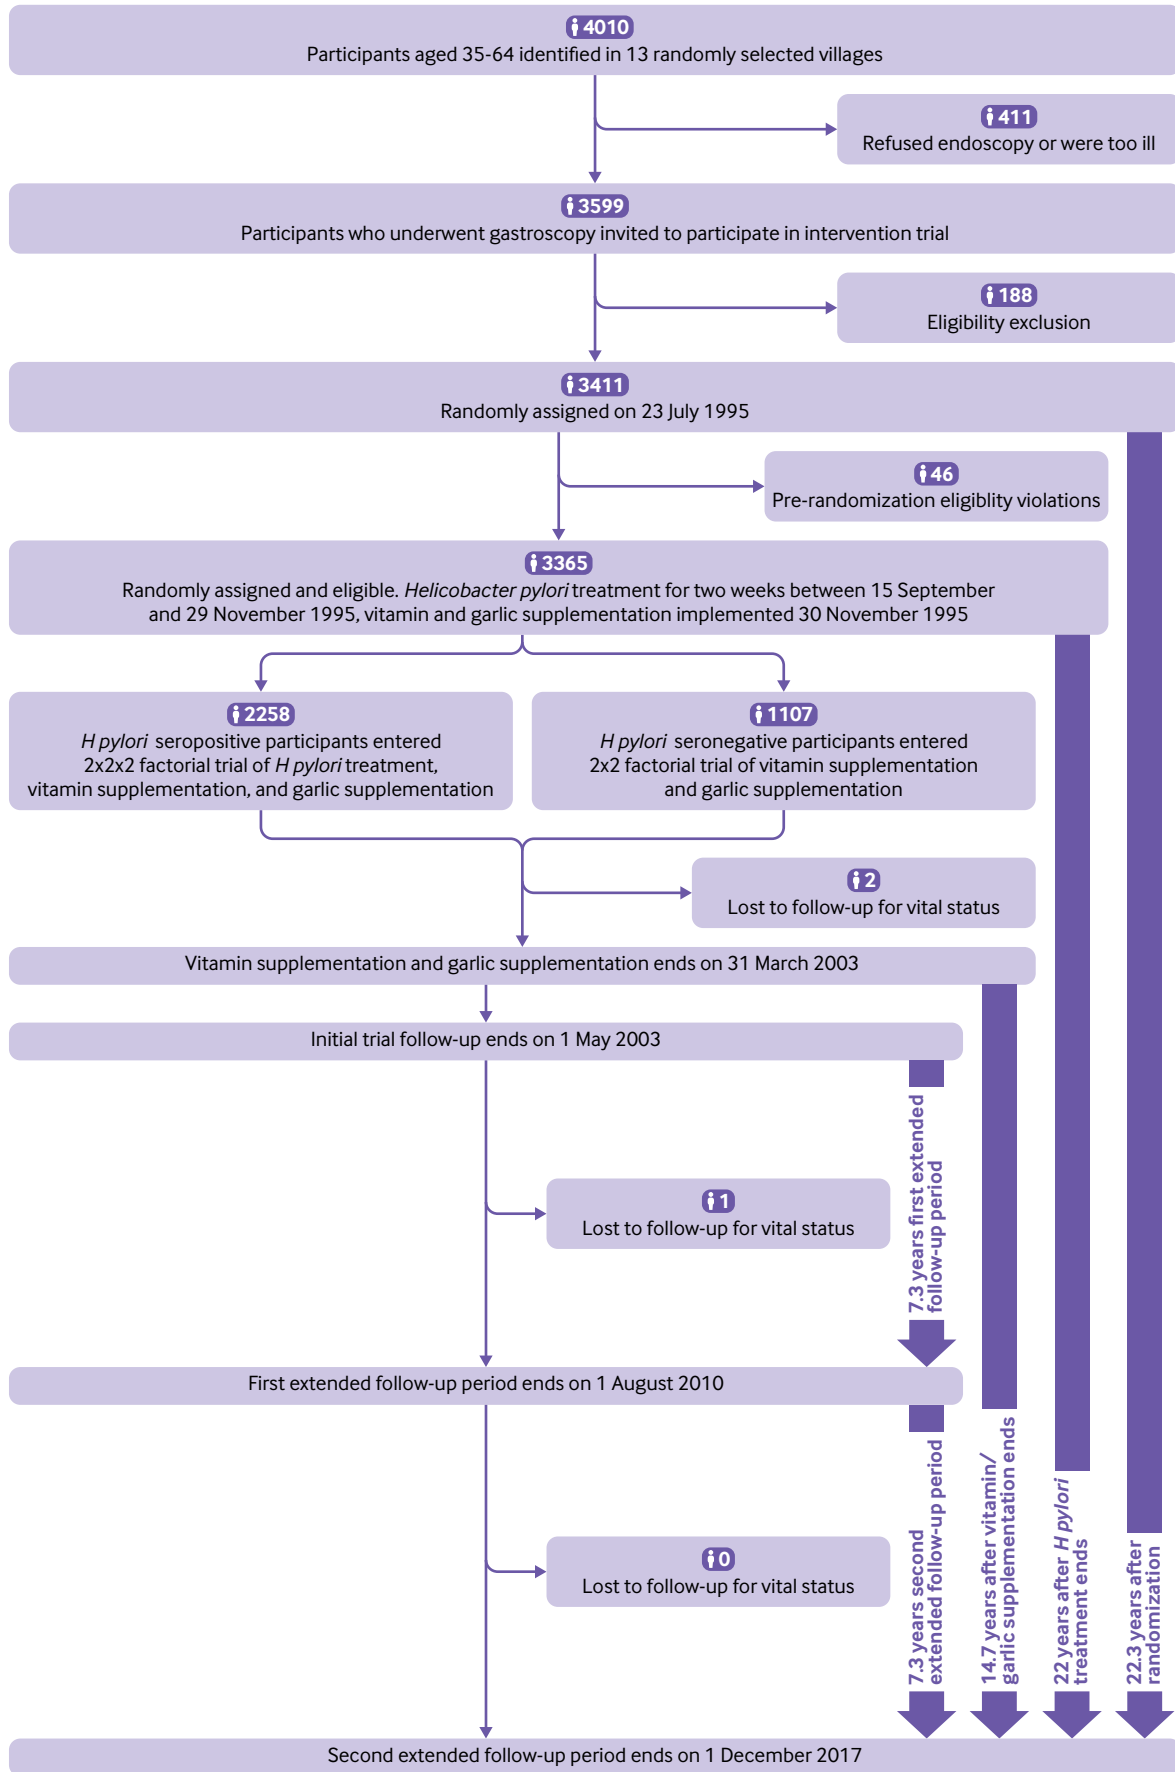 4010
Participants aged 35-64 identified in 13 randomly selected villages
411
Refused endoscopy or were too ill
3599
Participants who underwent gastroscopy invited to participate in intervention trial
188
Eligibility exclusion
3411
Randomly assigned on 23 July 1995
46
Pre-randomization eligiblity violations
3365
Randomly assigned and eligible. Helicobacter pylori treatment for two weeks between 15 September
and 29 November 1995, vitamin and garlic supplementation implemented 30 November 1995
2258
H pylori seropositive participants entered
2x2x2 factorial trial of H pylori treatment,
vitamin supplementation, and garlic supplementation
1107
H pylori seronegative participants entered
2x2 factorial trial of vitamin supplementation
and garlic supplementation
2
Lost to follow-up for vital status
Vitamin supplementation and garlic supplementation ends on 31 March 2003
Initial trial follow-up ends on 1 May 2003
7.3 years first extended
follow-up period
1
Lost to follow-up for vital status
First extended follow-up period ends on 1 August 2010
7.3 years second
extended follow-up period
14.7 years after vitamin/
garlic supplementation ends
22 years after H pylori
treatment ends
22.3 years after
randomization
0
Lost to follow-up for vital status
Second extended follow-up period ends on 1 December 2017